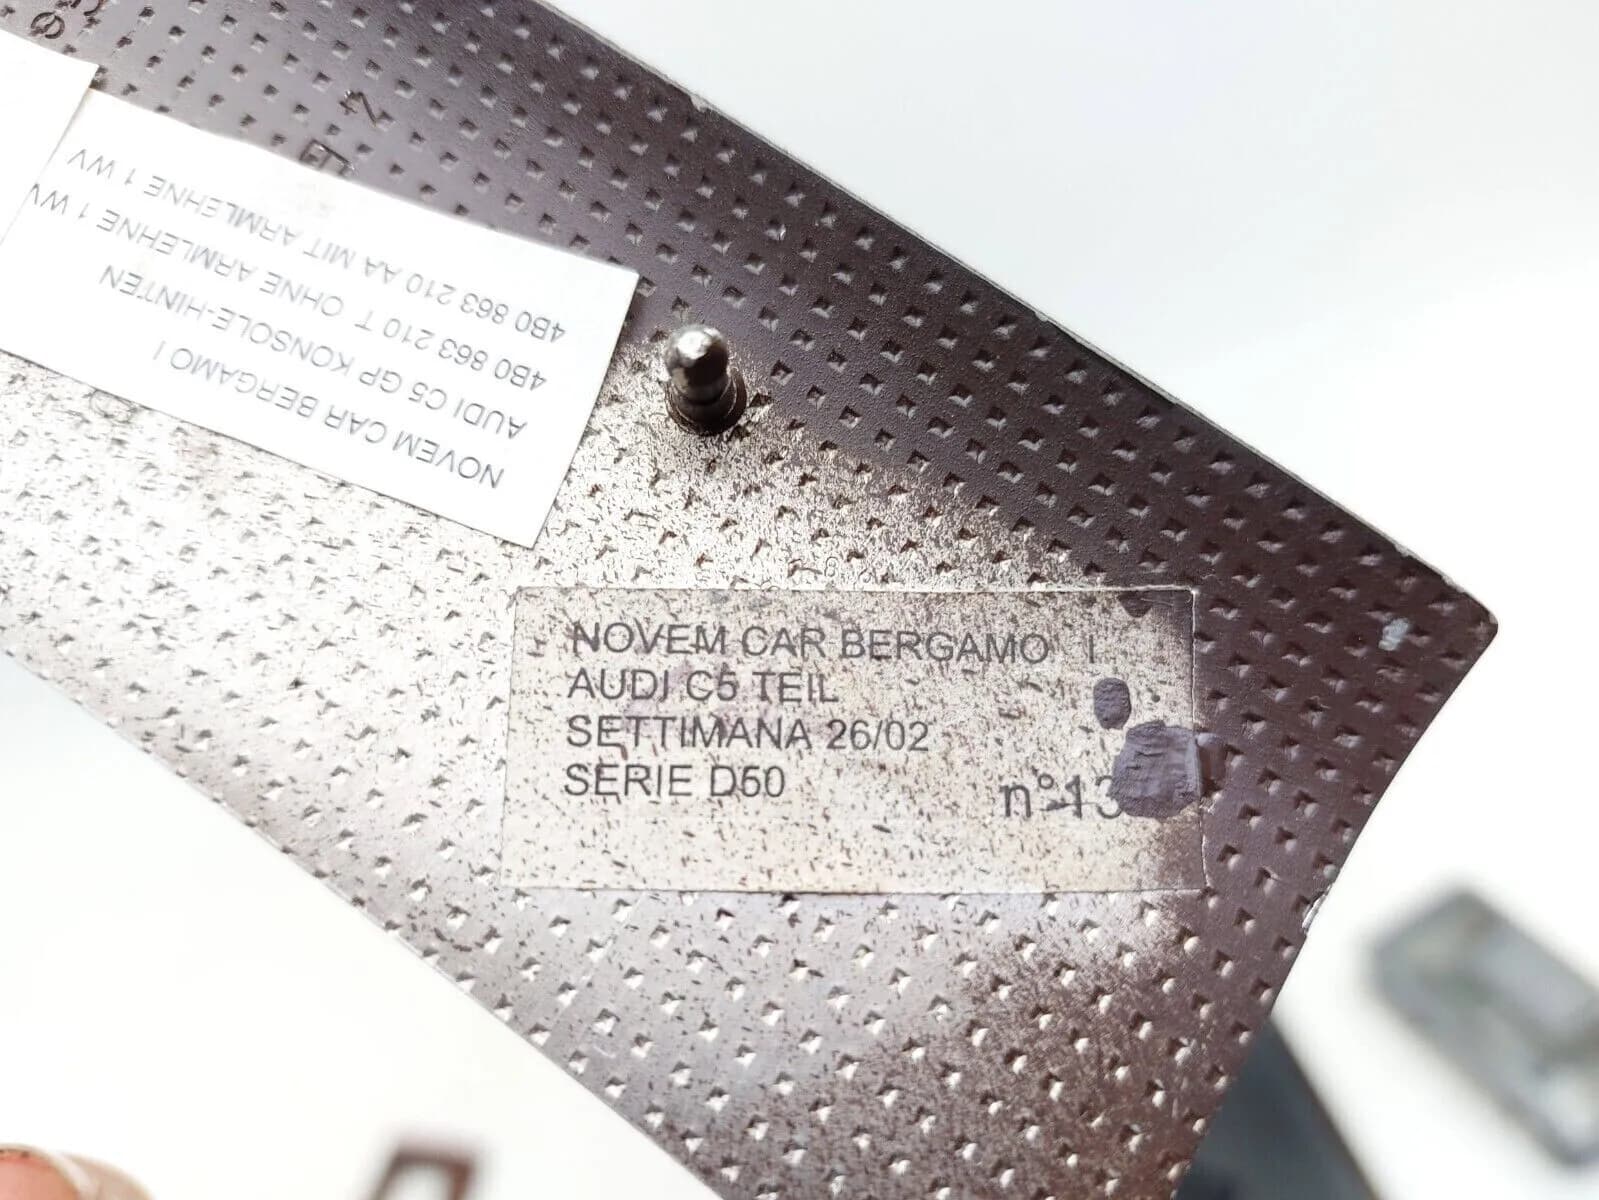 NOVEM CAR BERGAMO I
AUDI C5 GP KONSOLE-HINTEN
4B0 863 210 T OHNE ARMLEHNE 1 WV
4B0 863 210 AA MIT ARMLEHNE 1 WV
NOVEM CAR BERGAMO I
AUDI C5 TEIL
SETTIMANA 26/02
SERIE D50
n°13